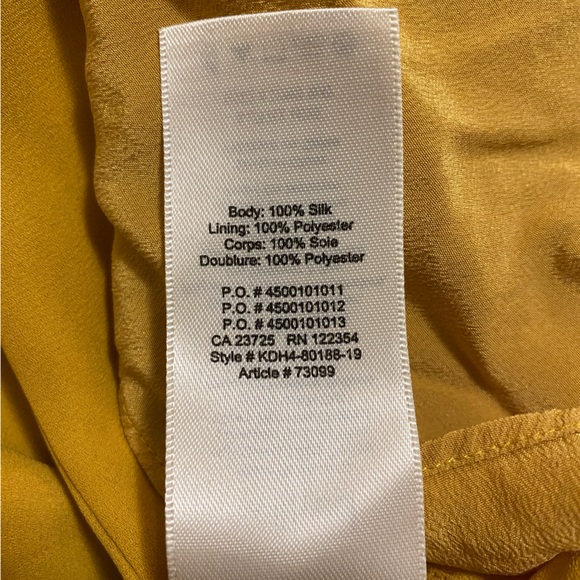 Body: 100% Silk
Lining: 100% Polyester
Corps: 100% Soie
Doublure: 100% Polyester
P.O. # 4500101011
P.O. # 4500101012
P.O. # 4500101013
CA 23725 RN 122354
Style # KDH4-80188-19
Article # 73099